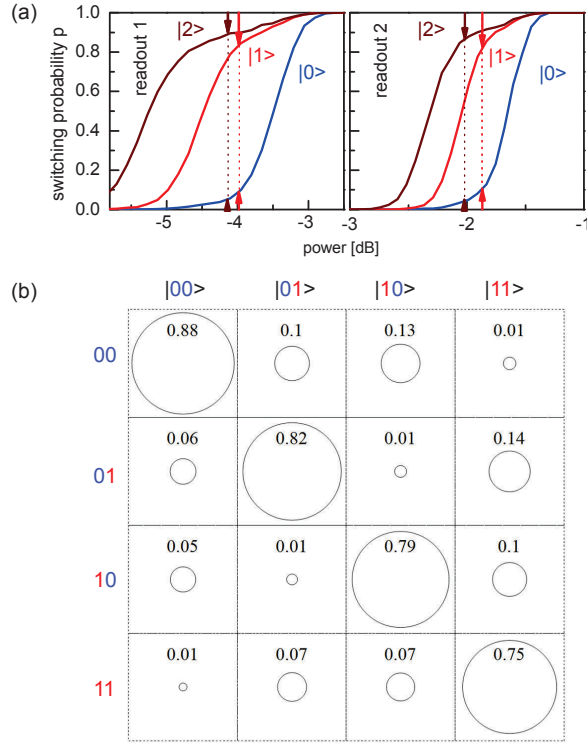 (a)
switching probability p
1.0
0.8
0.6
0.4
0.2
0.0
readout 1
|2>
|1>
|0>
-5
-4
-3
readout 2
|2>
|1>
|0>
-3
-2
-1
power [dB]
(b)
|00> |01> |10> |11>
00 0.88 0.1 0.13 0.01
01 0.06 0.82 0.01 0.14
10 0.05 0.01 0.79 0.1
11 0.01 0.07 0.07 0.75